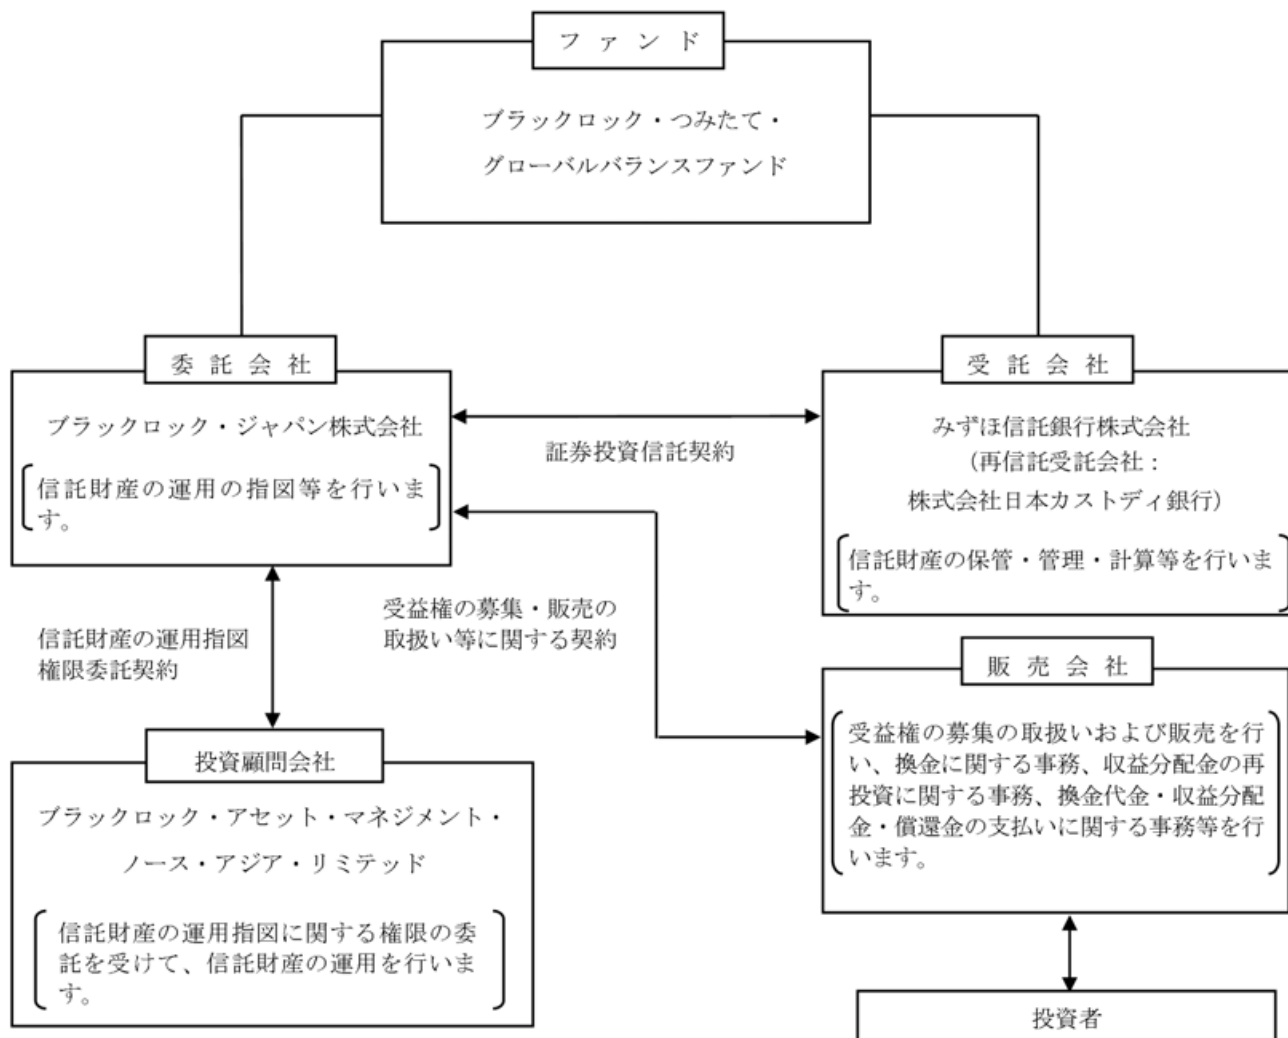 ファンド
ブラックロック・つみたて・
グローバルバランスファンド
委託会社
ブラックロック・ジャパン株式会社
信託財産の運用の指図等を行いま
す。
証券投資信託契約
受託会社
みずほ信託銀行株式会社
（再信託受託会社：
株式会社日本カストディ銀行）
信託財産の保管・管理・計算等を行いま
す。
信託財産の運用指図
権限委託契約
受益権の募集・販売の
取扱い等に関する契約
販売会社
受益権の募集の取扱いおよび販売を行
い、換金に関する事務、収益分配金の再
投資に関する事務、換金代金・収益分配
金・償還金の支払いに関する事務等を行
います。
投資顧問会社
ブラックロック・アセット・マネジメント・
ノース・アジア・リミテッド
信託財産の運用指図に関する権限の委
託を受けて、信託財産の運用を行いま
す。
投資者